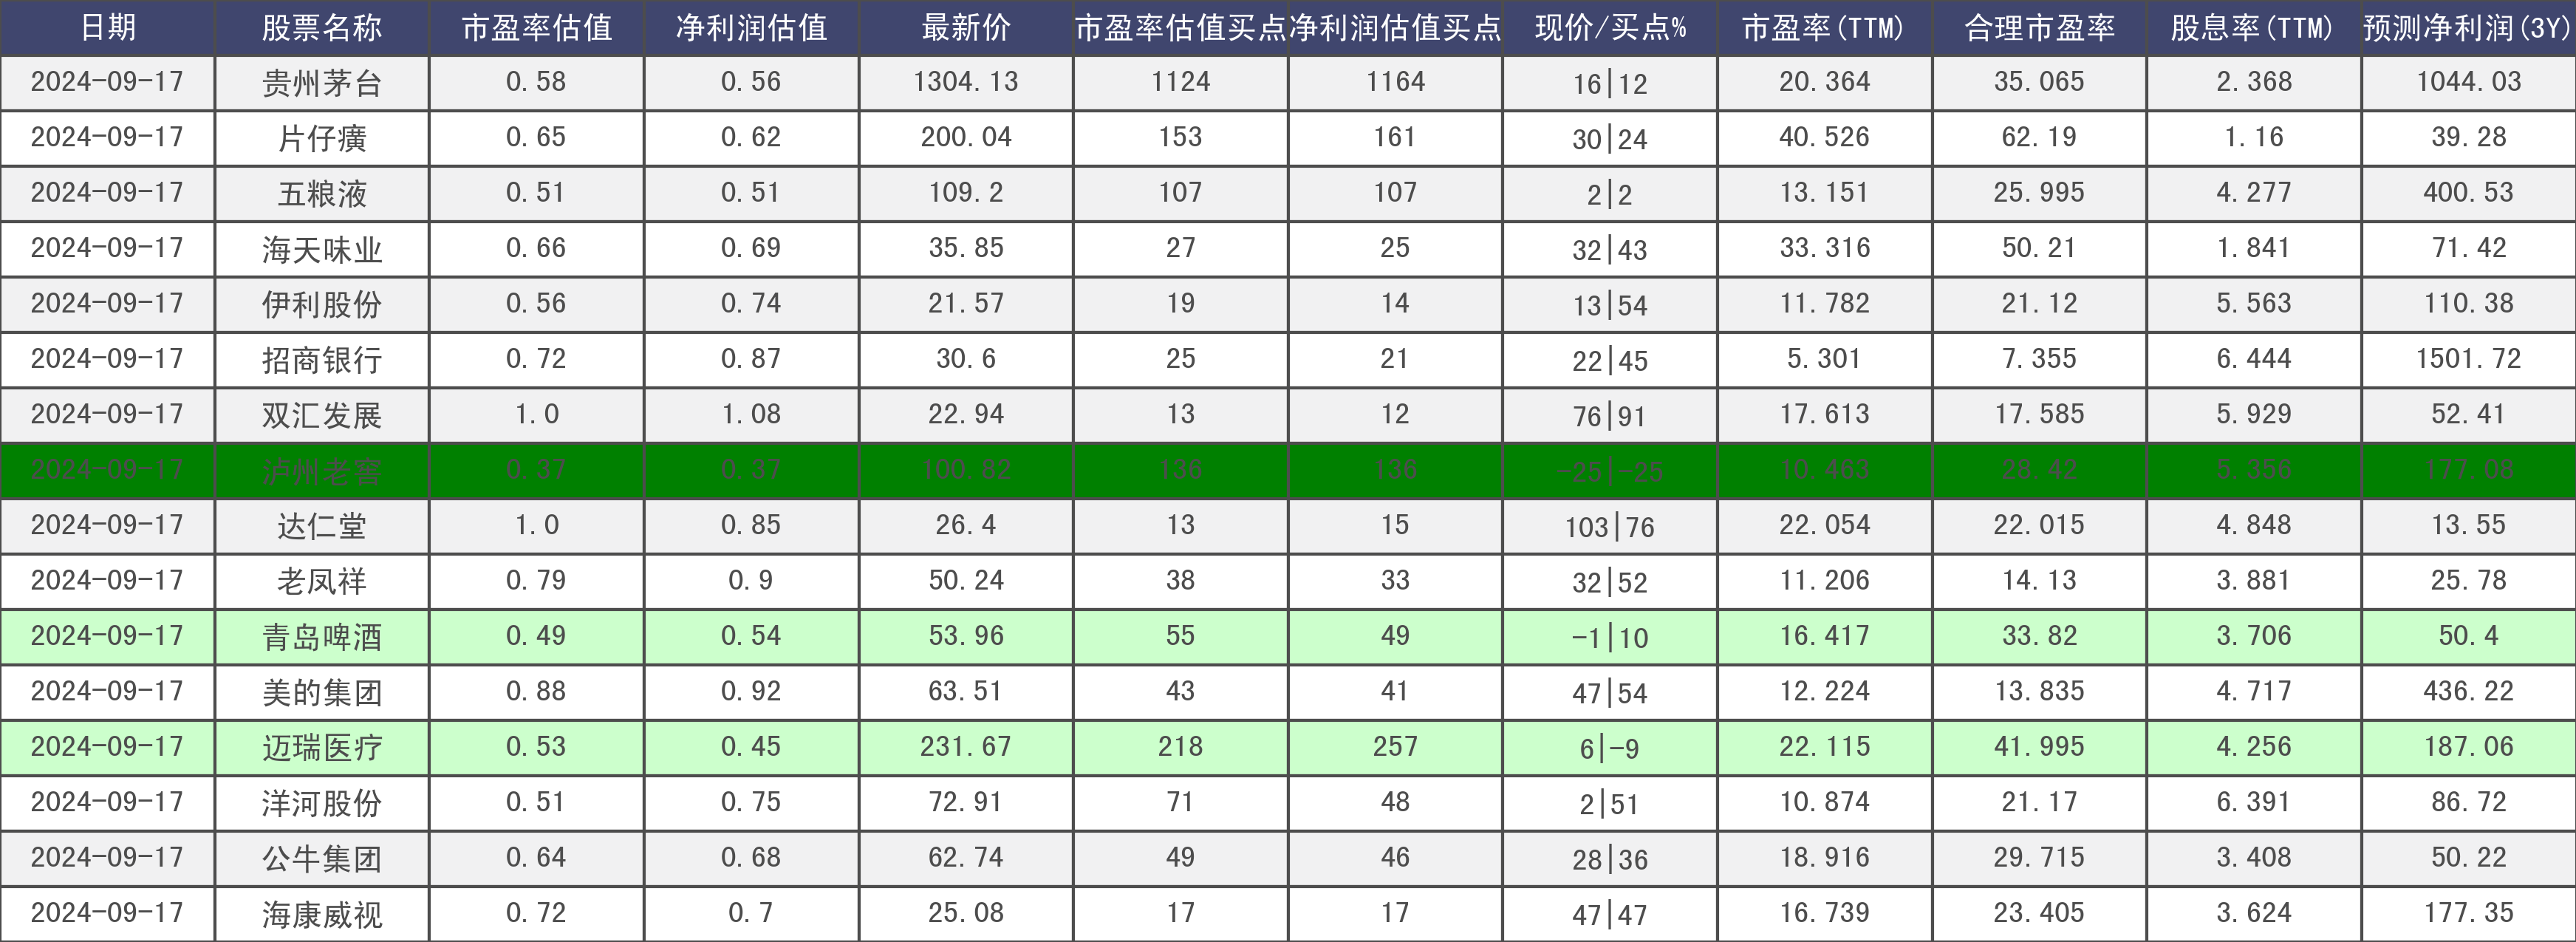 日期 股票名称 市盈率估值 净利润估值 最新价 市盈率估值买点 净利润估值买点 现价/买点% 市盈率(TTM) 合理市盈率 股息率(TTM) 预测净利润(3Y)
2024-09-17 贵州茅台 0.58 0.56 1304.13 1124 1164 16|12 20.364 35.065 2.368 1044.03
2024-09-17 片仔癀 0.65 0.62 200.04 153 161 30|24 40.526 62.19 1.16 39.28
2024-09-17 五粮液 0.51 0.51 109.2 107 107 2|2 13.151 25.995 4.277 400.53
2024-09-17 海天味业 0.66 0.69 35.85 27 25 32|43 33.316 50.21 1.841 71.42
2024-09-17 伊利股份 0.56 0.74 21.57 19 14 13|54 11.782 21.12 5.563 110.38
2024-09-17 招商银行 0.72 0.87 30.6 25 21 22|45 5.301 7.355 6.444 1501.72
2024-09-17 双汇发展 1.0 1.08 22.94 13 12 76|91 17.613 17.585 5.929 52.41
2024-09-17 泸州老窖 0.37 0.37 100.82 136 136 -25|-25 10.463 28.42 5.356 177.08
2024-09-17 达仁堂 1.0 0.85 26.4 13 15 103|76 22.054 22.015 4.848 13.55
2024-09-17 老凤祥 0.79 0.9 50.24 38 33 32|52 11.206 14.13 3.881 25.78
2024-09-17 青岛啤酒 0.49 0.54 53.96 55 49 -1|10 16.417 33.82 3.706 50.4
2024-09-17 美的集团 0.88 0.92 63.51 43 41 47|54 12.224 13.835 4.717 436.22
2024-09-17 迈瑞医疗 0.53 0.45 231.67 218 257 6|-9 22.115 41.995 4.256 187.06
2024-09-17 洋河股份 0.51 0.75 72.91 71 48 2|51 10.874 21.17 6.391 86.72
2024-09-17 公牛集团 0.64 0.68 62.74 49 46 28|36 18.916 29.715 3.408 50.22
2024-09-17 海康威视 0.72 0.7 25.08 17 17 47|47 16.739 23.405 3.624 177.35